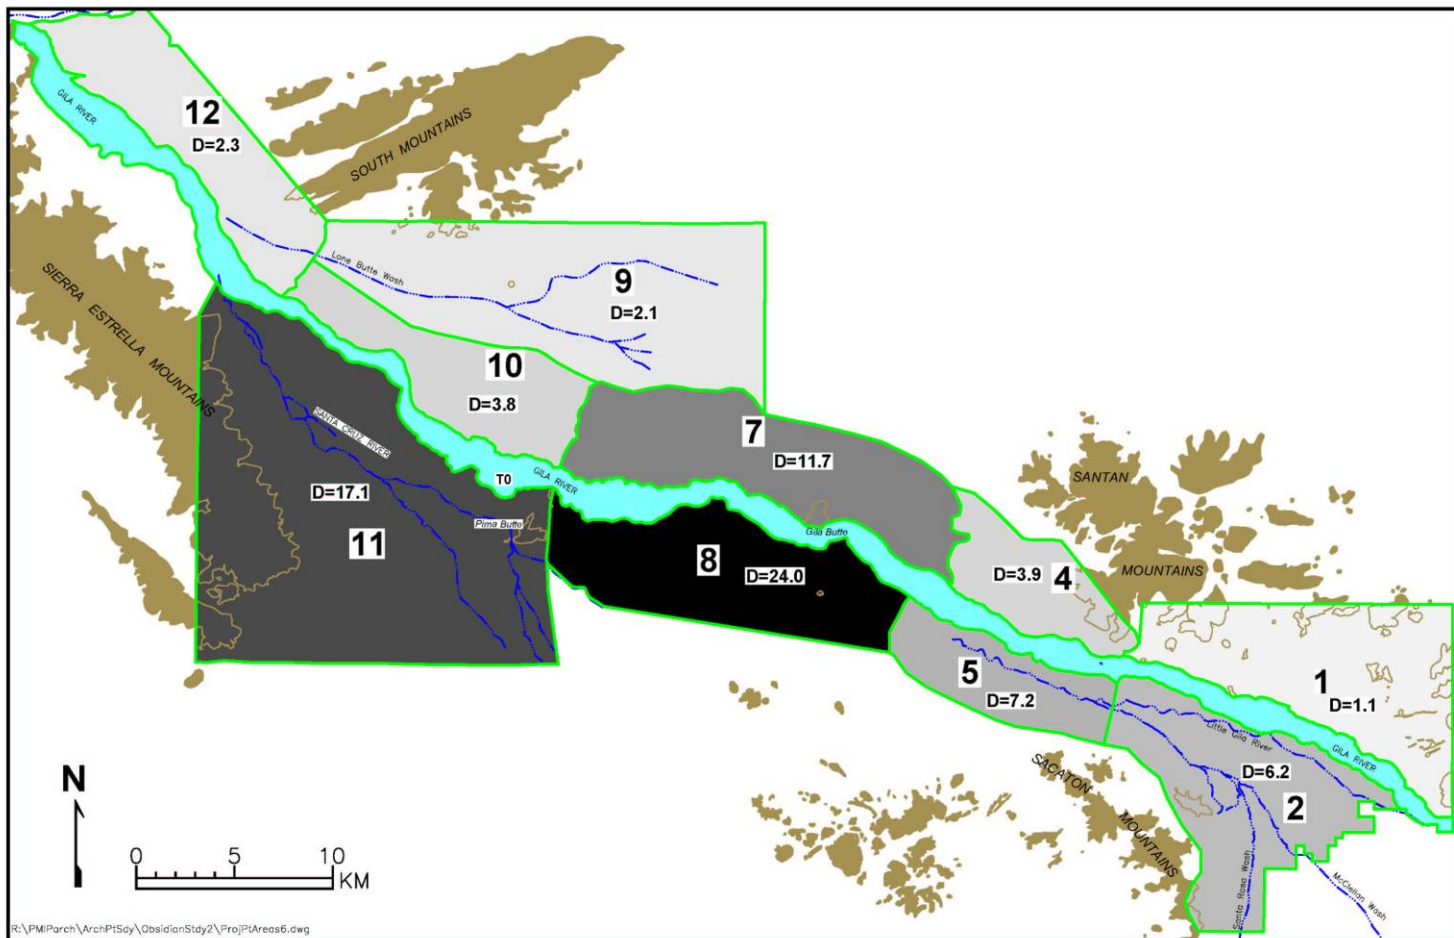 12
D=2.3
GILA RIVER
SOUTH MOUNTAINS
Lone Butte Wash
9
D=2.1
SIERRA ESTRELLA MOUNTAINS
10
D=3.8
SANTA CRUZ RIVER
7
D=11.7
T0
GILA RIVER
D=17.1
11
Pima Butte
Gila Butte
8
D=24.0
SANTAN
MOUNTAINS
D=3.9
4
5
D=7.2
1
D=1.1
Little Gila River
GILA RIVER
D=6.2
2
SACATON
MOUNTAINS
Santa Rosa Wash
McClellan Wash
N
0 5 10
KM
R:\PMIParch\ArchPtSdy\ObsidianStdy2\ProjPtAreas6.dwg